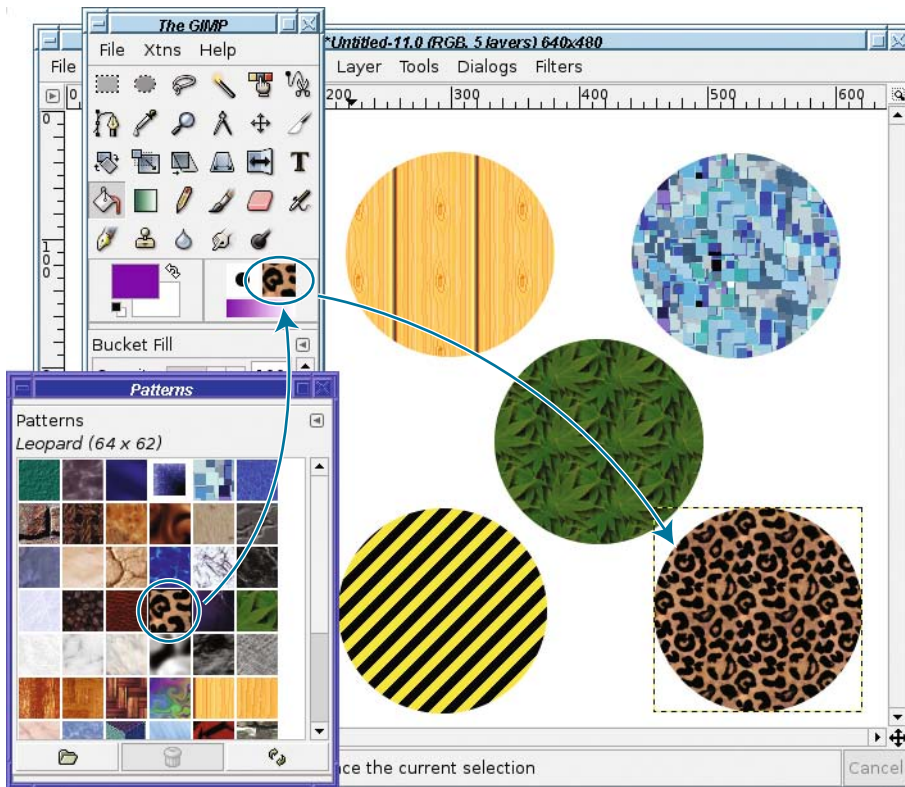 The GIMP
File Xtns Help
*Untitled-11.0 (RGB, 5 layers) 640x480
File Layer Tools Dialogs Filters
0 200 300 400 500 600
0
100
T
Bucket Fill
Patterns
Patterns
Leopard (64 x 62)
the current selection
Cancel